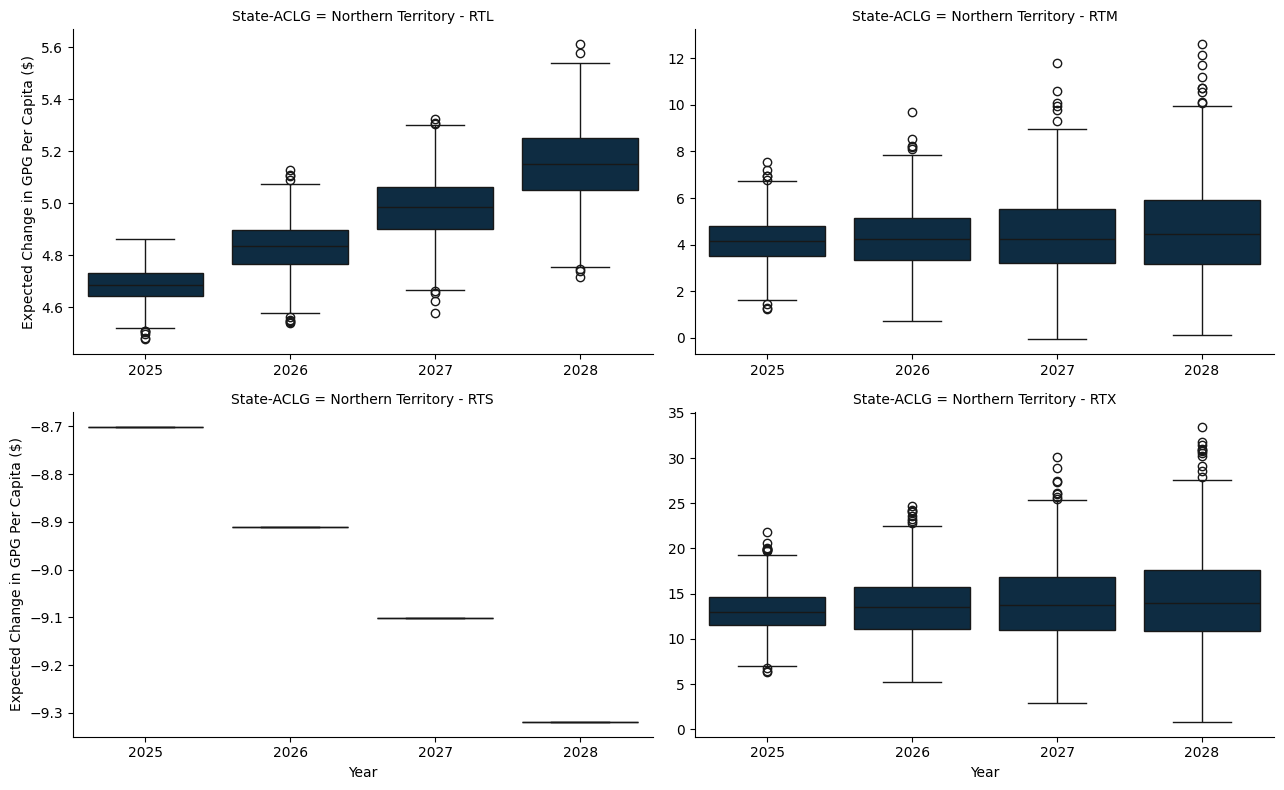 State-ACLG = Northern Territory - RTL
Expected Change in GPG Per Capita ($)
5.6
5.4
5.2
5.0
4.8
4.6
2025 2026 2027 2028
State-ACLG = Northern Territory - RTM
12
10
8
6
4
2
0
2025 2026 2027 2028
State-ACLG = Northern Territory - RTS
Expected Change in GPG Per Capita ($)
−8.7
−8.8
−8.9
−9.0
−9.1
−9.2
−9.3
2025 2026 2027 2028
Year
State-ACLG = Northern Territory - RTX
35
30
25
20
15
10
5
0
2025 2026 2027 2028
Year